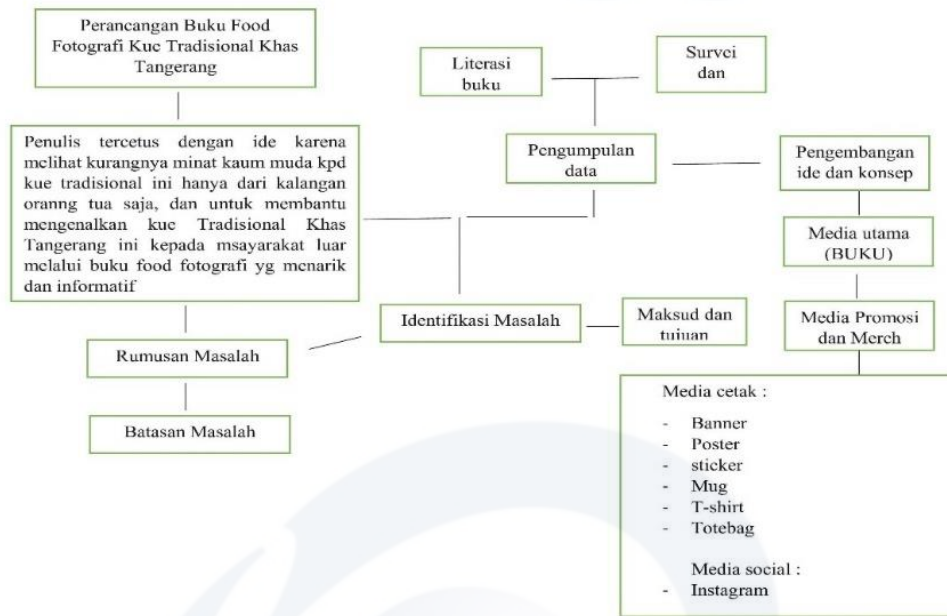 Perancangan Buku Food
Fotografi Kue Tradisional Khas
Tangerang
Penulis tercetus dengan ide karena
melihat kurangnya minat kaum muda kpd
kue tradisional ini hanya dari kalangan
oranng tua saja, dan untuk membantu
mengenalkan kue Tradisional Khas
Tangerang ini kepada msayarakat luar
melalui buku food fotografi yg menarik
dan informatif
Rumusan Masalah
Batasan Masalah
Literasi
buku
Survei
dan
Pengumpulan
data
Identifikasi Masalah
Maksud dan
tujuan
Pengembangan
ide dan konsep
Media utama
(BUKU)
Media Promosi
dan Merch
Media cetak :
- Banner
- Poster
- sticker
- Mug
- T-shirt
- Totebag
Media social :
- Instagram